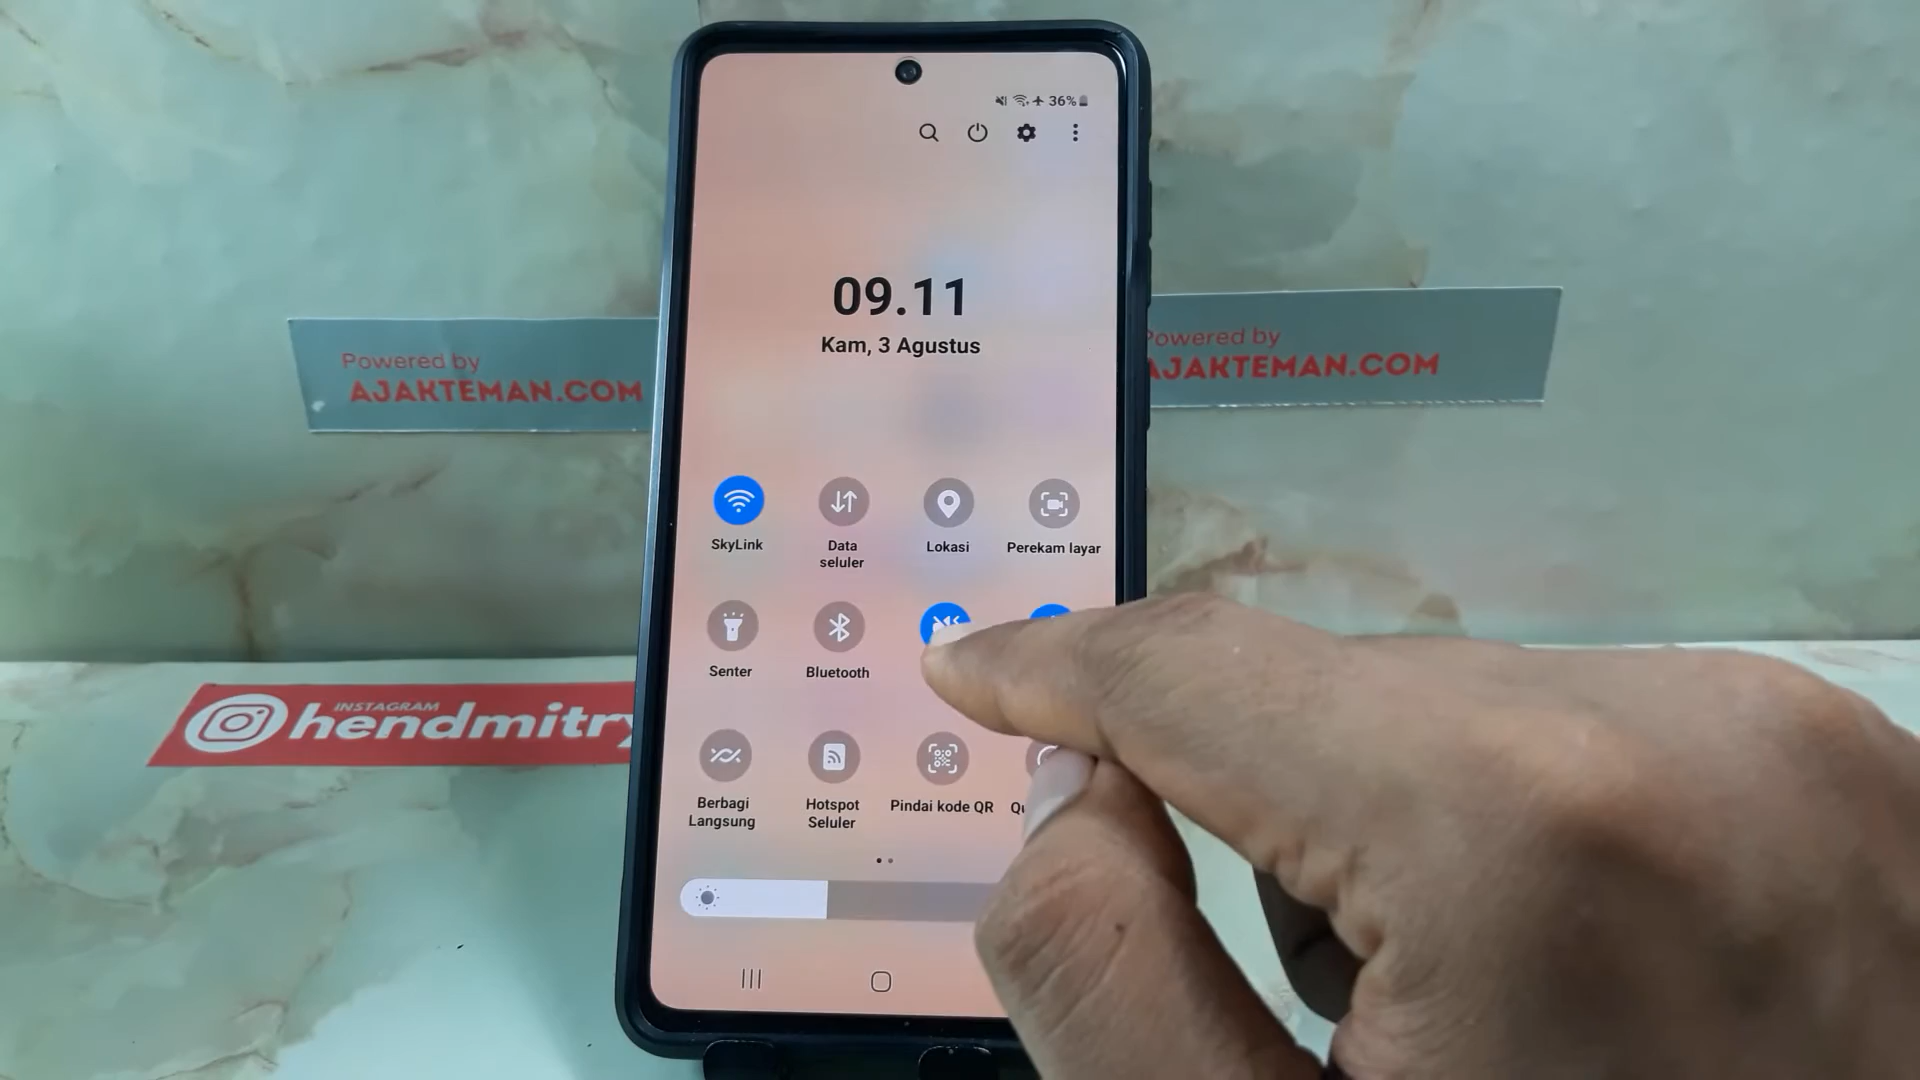 36%
09.11
Kam, 3 Agustus
Powered by
AJAKTEMAN.COM
Powered by
AJAKTEMAN.COM
SkyLink
Data
seluler
Lokasi
Perekam layar
Senter
Bluetooth
INSTAGRAM
hendmitry
Berbagi
Langsung
Hotspot
Seluler
Pindai kode QR